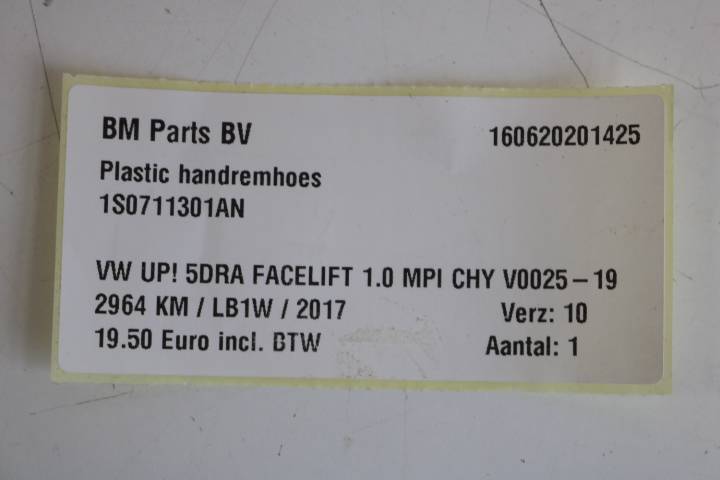 BM Parts BV 160620201425
Plastic handremhoes
1S0711301AN
VW UP! 5DRA FACELIFT 1.0 MPI CHY V0025-19
2964 KM / LB1W / 2017 Verz: 10
19.50 Euro incl. BTW Aantal: 1